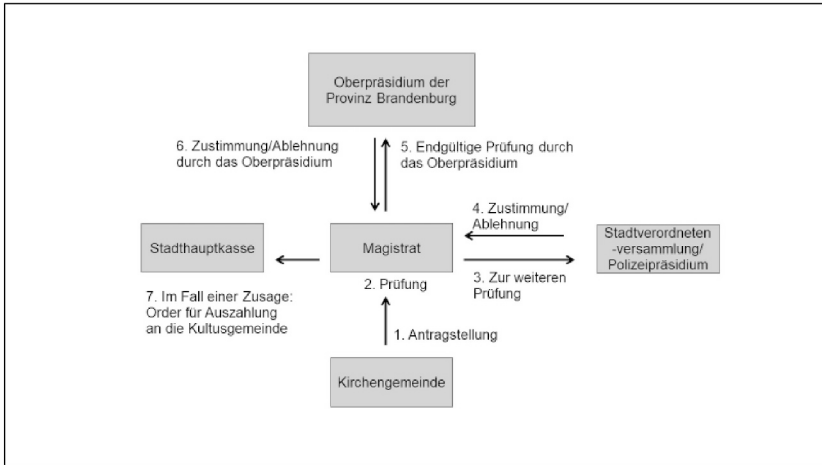 Oberpräsidium der
Provinz Brandenburg
6. Zustimmung/Ablehnung
durch das Oberpräsidium
5. Endgültige Prüfung durch
das Oberpräsidium
4. Zustimmung/
Ablehnung
Stadthauptkasse
Magistrat
Stadtverordneten
-versammlung/
Polizeipräsidium
2. Prüfung
3. Zur weiteren
Prüfung
7. Im Fall einer Zusage:
Order für Auszahlung
an die Kultusgemeinde
1. Antragstellung
Kirchengemeinde